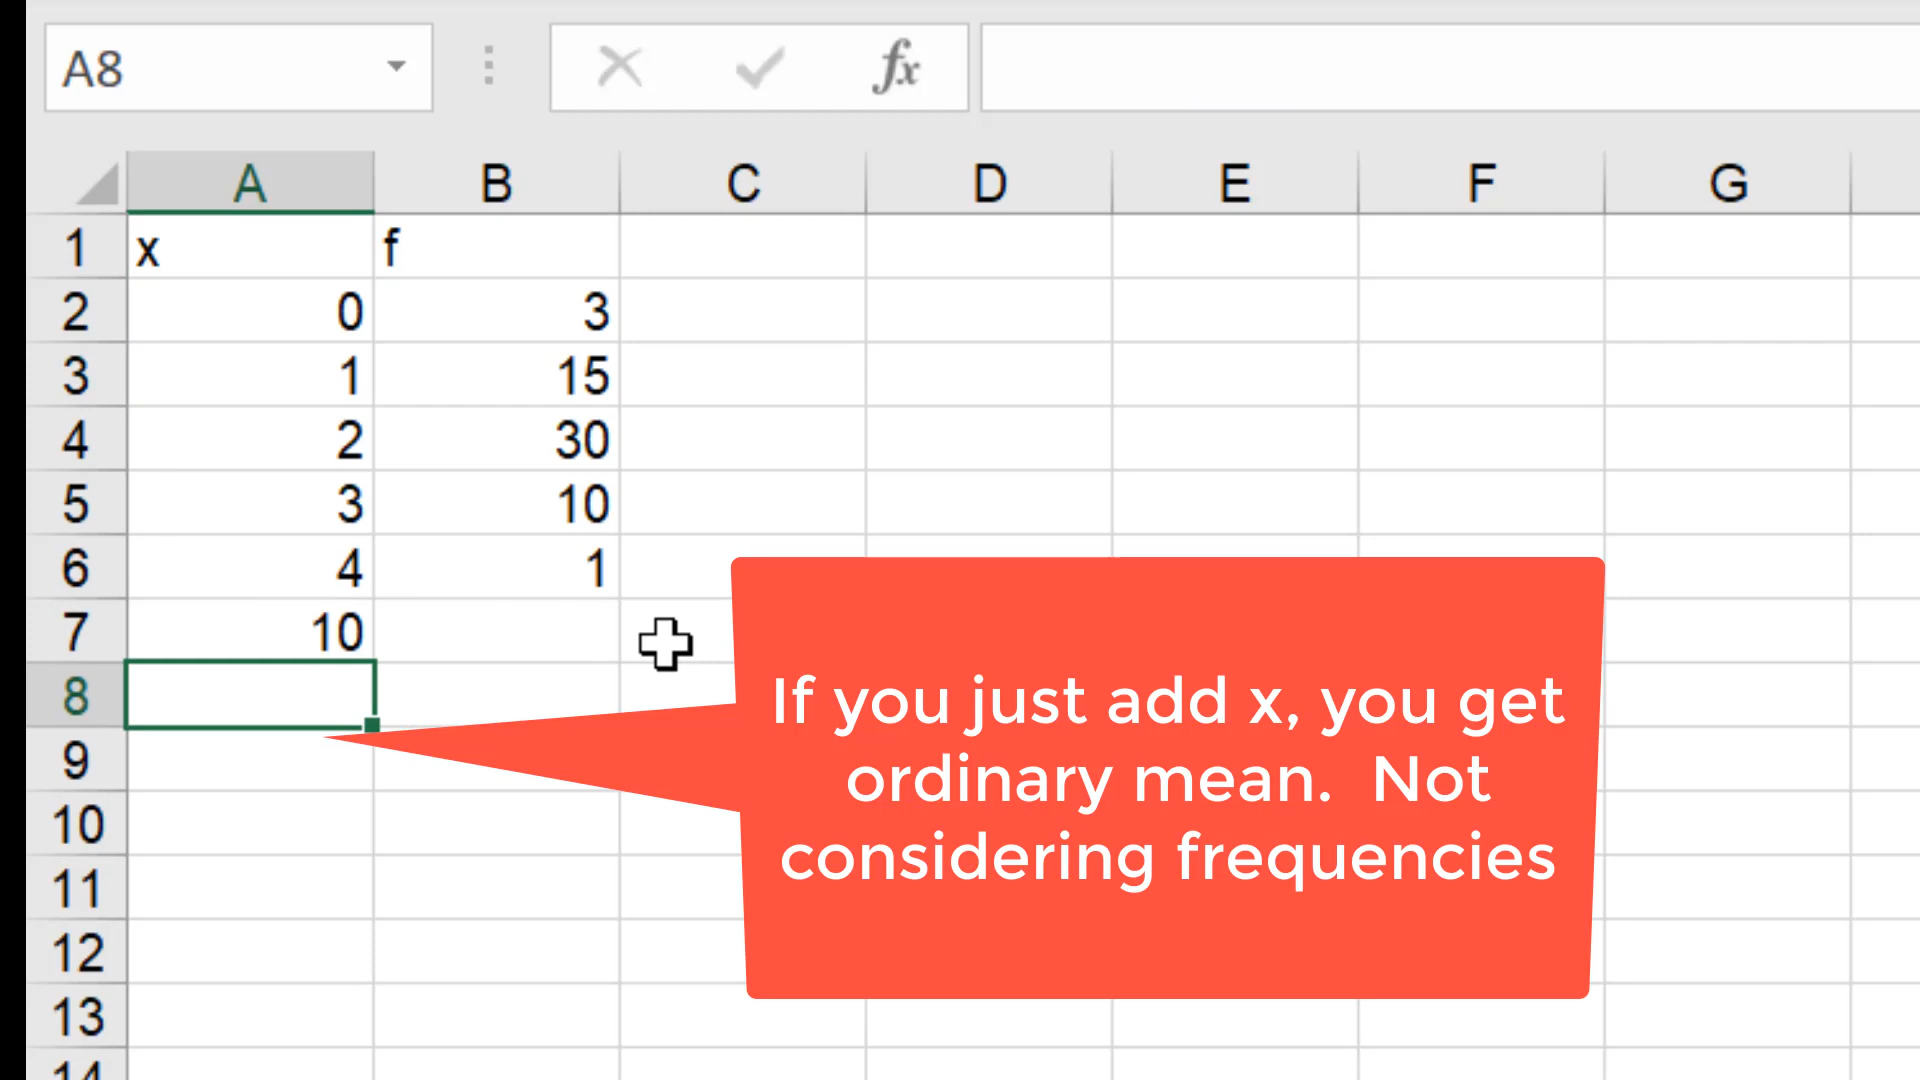 A8 fx
A B C D E F G
1 x f
2 0 3
3 1 15
4 2 30
5 3 10
6 4 1
7 10
8
9
10
11
12
13
14
If you just add x, you get
ordinary mean. Not
considering frequencies